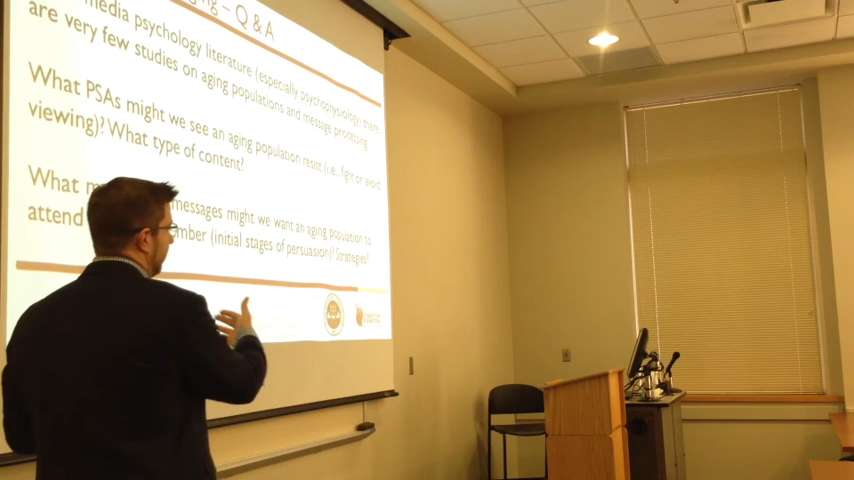 ging – Q & A
media psychology literature (especially psychophysiology) there
are very few studies on aging populations and message processing
What PSAs might we see an aging population resist (i.e., fight or avoid
viewing)? What type of content?
What m messages might we want an aging population to
attend mber (initial stages of persuasion)? Strategies?